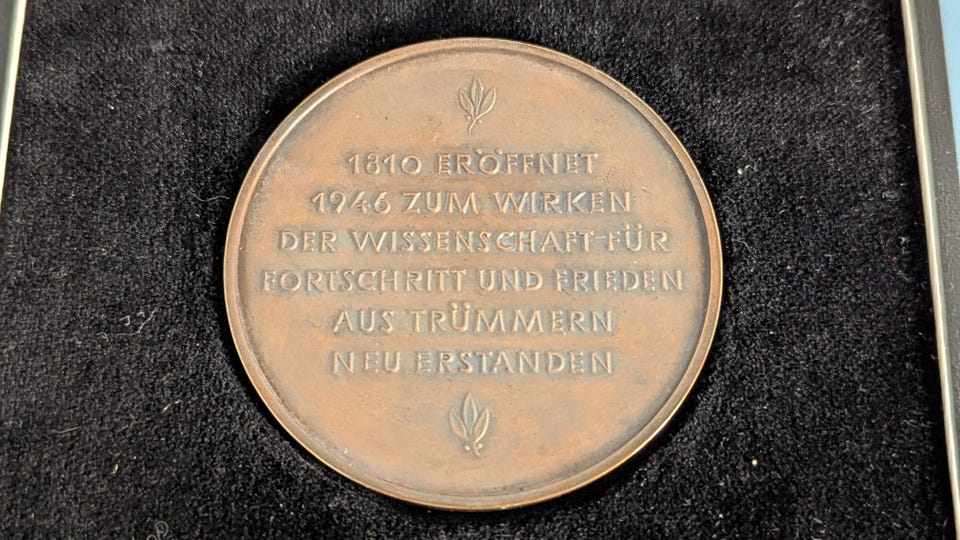 1810 ERÖFFNET
1946 ZUM WIRKEN
DER WISSENSCHAFT FÜR
FORTSCHRITT UND FRIEDEN
AUS TRÜMMERN
NEU ERSTANDEN